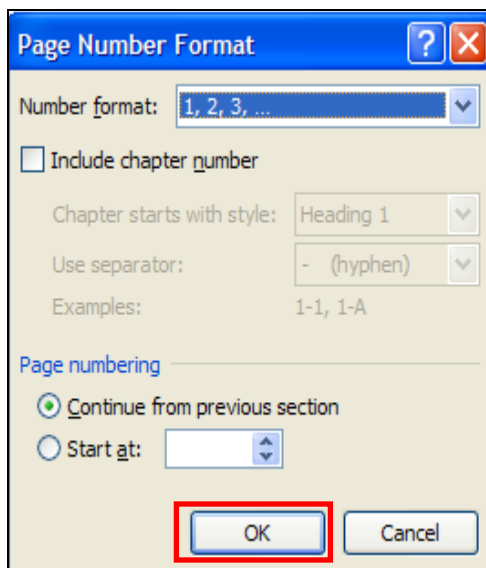 Page Number Format ?
Number format: 1, 2, 3, ...
Include chapter number
Chapter starts with style: Heading 1
Use separator: - (hyphen)
Examples: 1-1, 1-A
Page numbering
Continue from previous section
Start at:
OK Cancel